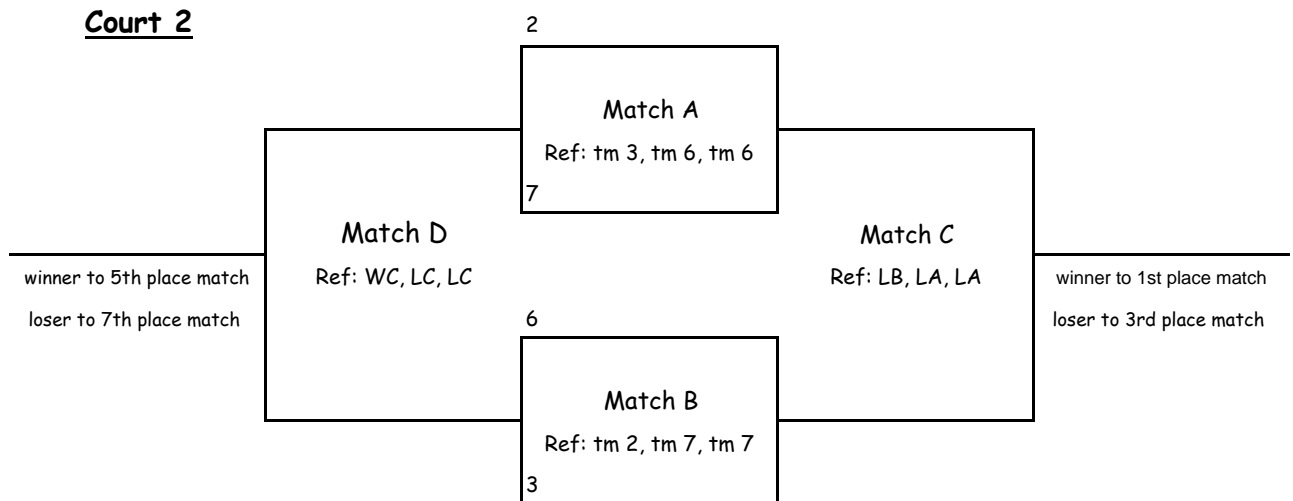 Court 2
2
Match A
Ref: tm 3, tm 6, tm 6
7
Match D
Ref: WC, LC, LC
Match C
Ref: LB, LA, LA
winner to 5th place match
loser to 7th place match
winner to 1st place match
loser to 3rd place match
6
Match B
Ref: tm 2, tm 7, tm 7
3